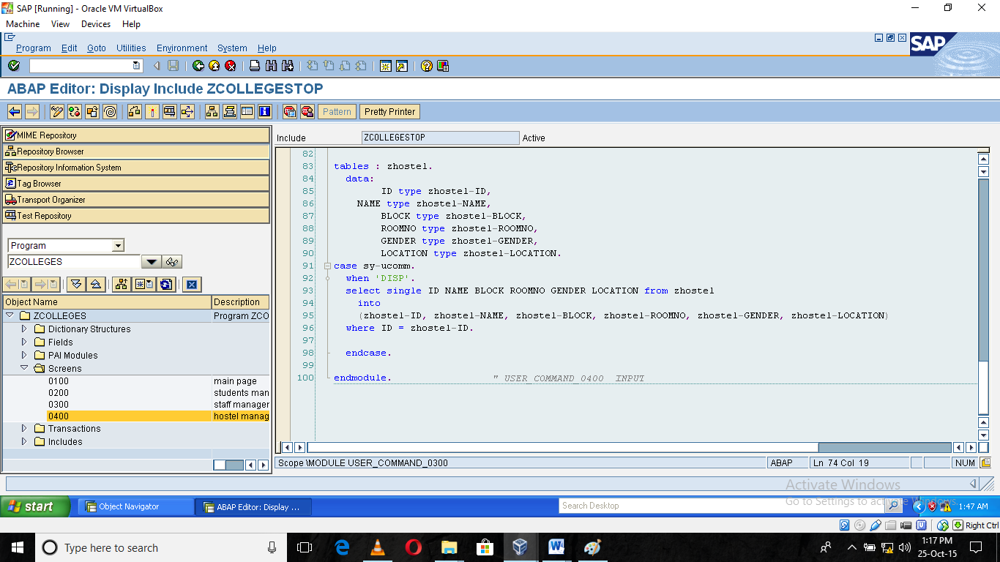 SAP [Running] - Oracle VM VirtualBox
Machine View Devices Help
Program Edit Goto Utilities Environment System Help
SAP
ABAP Editor: Display Include ZCOLLEGESTOP
Pattern Pretty Printer
MIME Repository
Repository Browser
Repository Information System
Tag Browser
Transport Organizer
Test Repository
Program
ZCOLLEGES
Object Name Description
ZCOLLEGES Program ZCO
Dictionary Structures
Fields
PAI Modules
Screens
0100 main page
0200 students man
0300 staff manager
0400 hostel manag
Transactions
Includes
Include ZCOLLEGESTOP Active
82
83 tables : zhostel.
84 data:
85 ID type zhostel-ID,
86 NAME type zhostel-NAME,
87 BLOCK type zhostel-BLOCK,
88 ROOMNO type zhostel-ROOMNO,
89 GENDER type zhostel-GENDER,
90 LOCATION type zhostel-LOCATION.
91 case sy-ucomm.
92 when 'DISP'.
93 select single ID NAME BLOCK ROOMNO GENDER LOCATION from zhostel
94 into
95 (zhostel-ID, zhostel-NAME, zhostel-BLOCK, zhostel-ROOMNO, zhostel-GENDER, zhostel-LOCATION)
96 where ID = zhostel-ID.
97
98 endcase.
99
100 endmodule. " USER_COMMAND_0400 INPUT
Scope \MODULE USER_COMMAND_0300 ABAP Ln 74 Col 19 NUM
Activate Windows
Go to Settings to activate Windows.
start Object Navigator ABAP Editor: Display ... Search Desktop 1:47 AM
Right Ctrl
Type here to search 1:17 PM
25-Oct-15